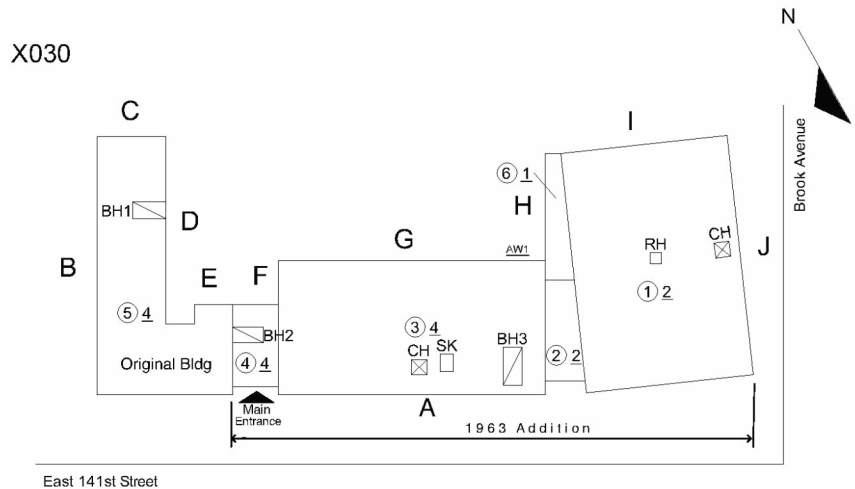 N
X030
C
I
Brook Avenue
⑥ 1
BH1
D
H
G
AW1
CH
RH
J
B
E
F
① 2
⑤ 4
③ 4
BH2
SK
BH3
CH
Original Bldg
④ 4
② 2
A
Main
Entrance
1963 Addition
East 141st Street